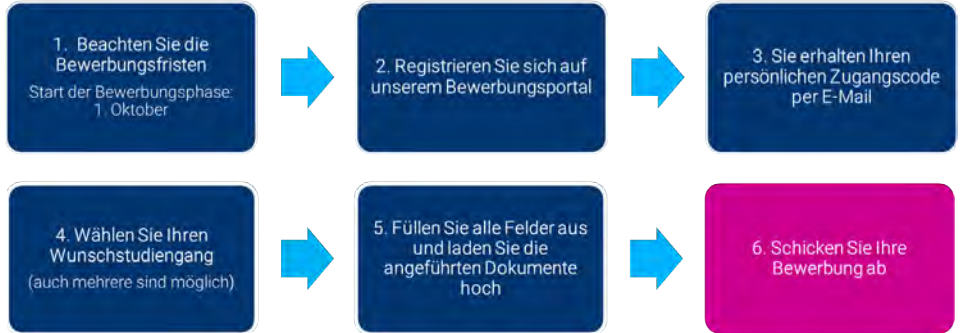 1. Beachten Sie die
Bewerbungsfristen
Start der Bewerbungsphase:
1. Oktober
2. Registrieren Sie sich auf
unserem Bewerbungsportal
3. Sie erhalten Ihren
persönlichen Zugangscode
per E-Mail
4. Wählen Sie Ihren
Wunschstudiengang
(auch mehrere sind möglich)
5. Füllen Sie alle Felder aus
und laden Sie die
angeführten Dokumente
hoch
6. Schicken Sie Ihre
Bewerbung ab